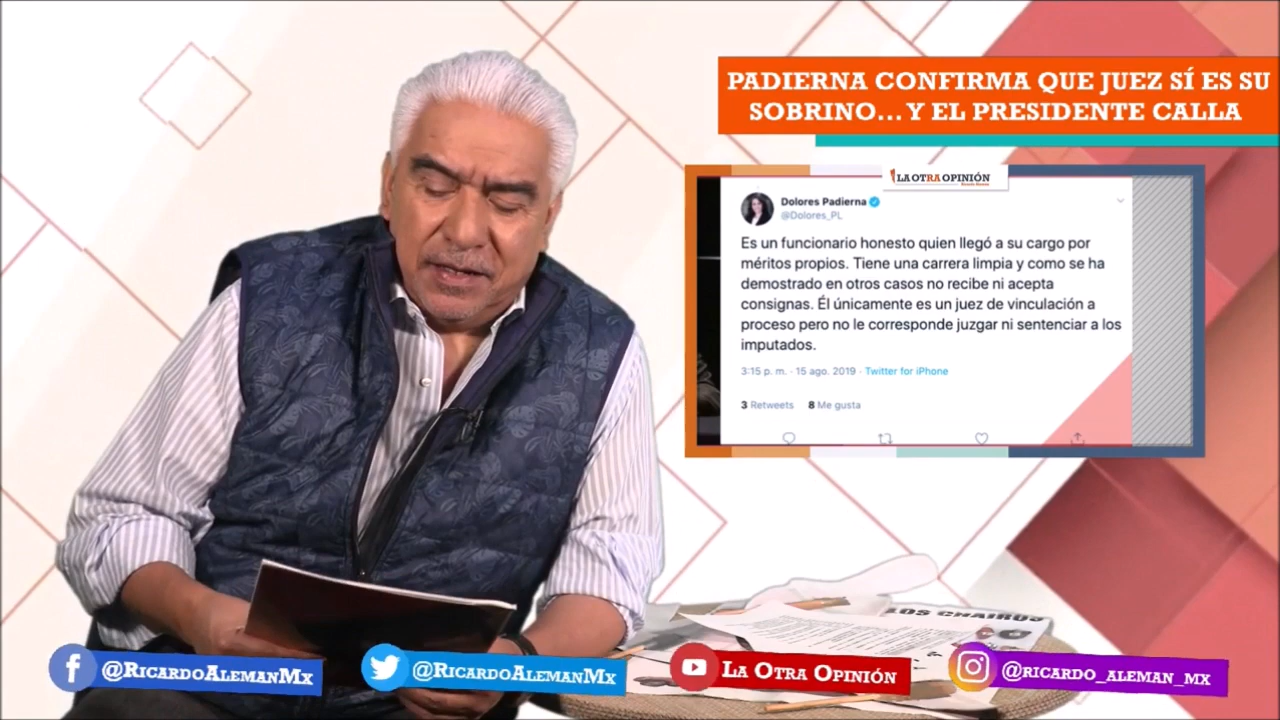 PADIERNA CONFIRMA QUE JUEZ SÍ ES SU
SOBRINO... Y EL PRESIDENTE CALLA
LA OTRA OPINIÓN
Dolores Padierna
@Dolores_PL
Es un funcionario honesto quien llegó a su cargo por
méritos propios. Tiene una carrera limpia y como se ha
demostrado en otros casos no recibe ni acepta
consignas. Él únicamente es un juez de vinculación a
proceso pero no le corresponde juzgar ni sentenciar a los
imputados.
3:15 p. m. · 15 ago. 2019 · Twitter for iPhone
3 Retweets 8 Me gusta
LOS CHAIROS
@RICARDOALEMANMX
@RICARDOALEMANMX
LA OTRA OPINIÓN
@RICARDO_ALEMAN_MX